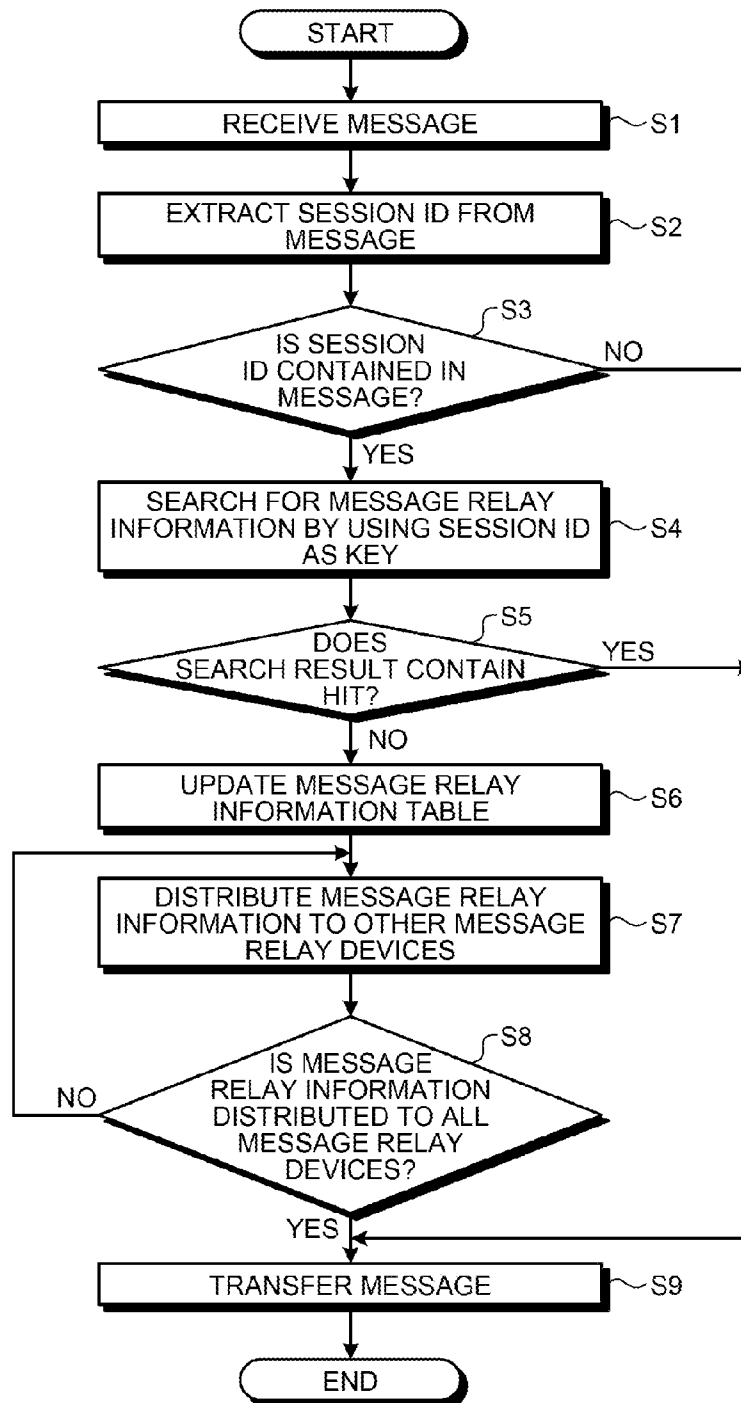 START
RECEIVE MESSAGE
S1
EXTRACT SESSION ID FROM
MESSAGE
S2
S3
IS SESSION
ID CONTAINED IN
MESSAGE?
NO
YES
SEARCH FOR MESSAGE RELAY
INFORMATION BY USING SESSION ID
AS KEY
S4
S5
DOES
SEARCH RESULT CONTAIN
HIT?
YES
NO
UPDATE MESSAGE RELAY
INFORMATION TABLE
S6
DISTRIBUTE MESSAGE RELAY
INFORMATION TO OTHER MESSAGE
RELAY DEVICES
S7
S8
IS MESSAGE
RELAY INFORMATION
DISTRIBUTED TO ALL
MESSAGE RELAY
DEVICES?
NO
YES
TRANSFER MESSAGE
S9
END